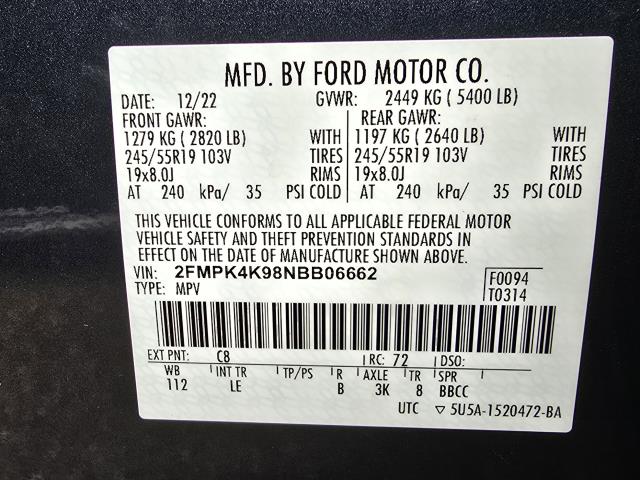 MFD. BY FORD MOTOR CO.
DATE: 12/22 GVWR: 2449 KG ( 5400 LB)
FRONT GAWR: REAR GAWR:
1279 KG ( 2820 LB) WITH 1197 KG ( 2640 LB) WITH
245/55R19 103V TIRES 245/55R19 103V TIRES
19x8.0J RIMS 19x8.0J RIMS
AT 240 kPa/ 35 PSI COLD AT 240 kPa/ 35 PSI COLD
THIS VEHICLE CONFORMS TO ALL APPLICABLE FEDERAL MOTOR
VEHICLE SAFETY AND THEFT PREVENTION STANDARDS IN
EFFECT ON THE DATE OF MANUFACTURE SHOWN ABOVE.
VIN: 2FMPK4K98NBB06662 F0094
TYPE: MPV T0314
EXT PNT: C8 RC: 72 DSO:
WB INT TR TP/PS R AXLE TR SPR
112 LE B 3K 8 BBCC
UTC ▽ 5U5A-1520472-BA